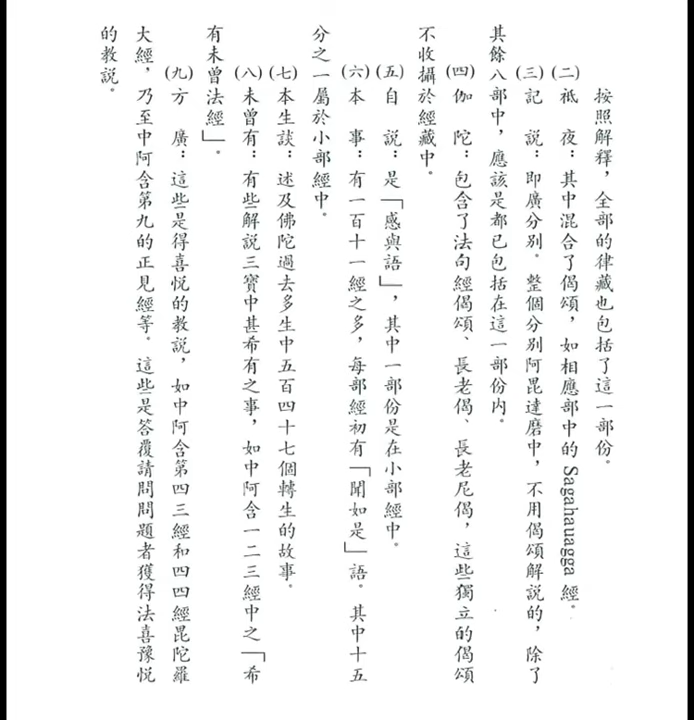 按照解釋，全部的律藏也包括了這一部份。
(二)祇　夜：其中混合了偈頌，如相應部中的 Sagahauagga 經。
(三)記　說：即廣分別。整個分別阿毘達磨中，不用偈頌解說的，除了
其餘八部中，應該是都已包括在這一部份內。
(四)伽　陀：包含了法句經偈頌、長老偈、長老尼偈，這些獨立的偈頌
不收攝於經藏中。
(五)自　說：是「感與語」，其中一部份是在小部經中。
(六)本　事：有一百十一經之多，每部經初有「聞如是」語。其中十五
分之一屬於小部經中。
(七)本生談：述及佛陀過去多生中五百四十七個轉生的故事。
(八)未曾有：有些解說三寶中甚希有之事，如中阿含一二三經中之「希
有未曾法經」。
(九)方　廣：這些是得喜悅的教說，如中阿含第四三經和四四經毘陀羅
大經，乃至中阿含第九的正見經等。這些是答覆請問問題者獲得法喜豫悅
的教說。